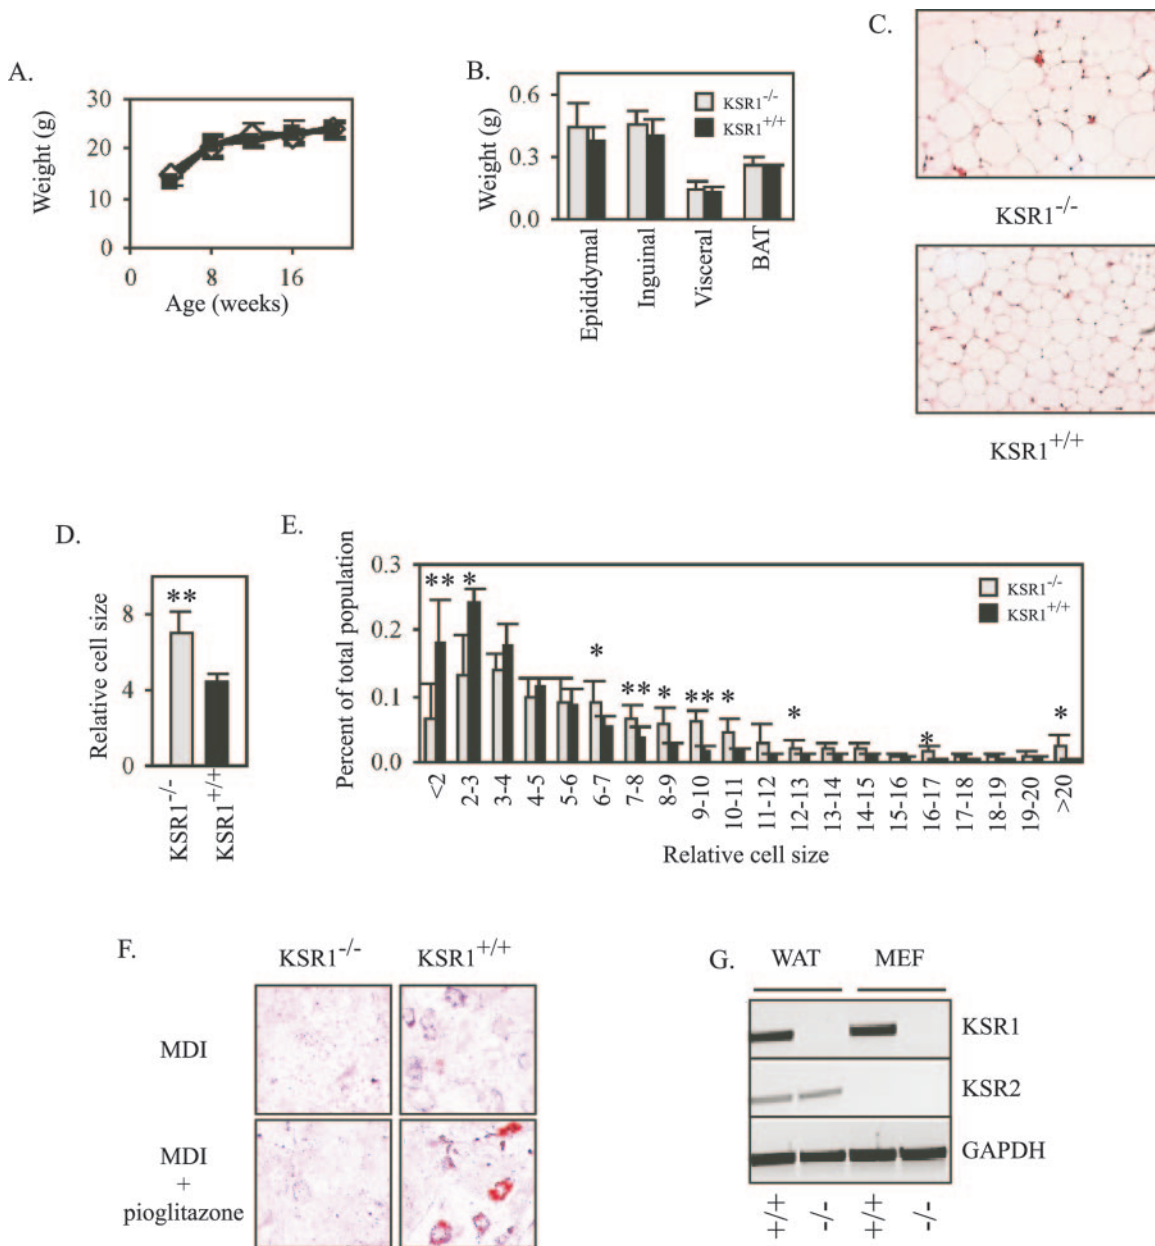 A.
Weight (g)
30
20
10
0
0
8
16
Age (weeks)
B.
Weight (g)
0.6
0.3
0.0
KSR1-/-
KSR1+/+
Epididymal
Inguinal
Visceral
BAT
C.
KSR1-/-
KSR1+/+
D.
Relative cell size
8
4
0
**
KSR1-/-
KSR1+/+
E.
Percent of total population
0.3
0.2
0.1
0.0
** * * ** * ** * * * *
KSR1-/-
KSR1+/+
<2
2-3
3-4
4-5
5-6
6-7
7-8
8-9
9-10
10-11
11-12
12-13
13-14
14-15
15-16
16-17
17-18
18-19
19-20
>20
Relative cell size
F.
KSR1-/- KSR1+/+
MDI
MDI
+
pioglitazone
G.
WAT MEF
KSR1
KSR2
GAPDH
+/+ -/- +/+ -/-